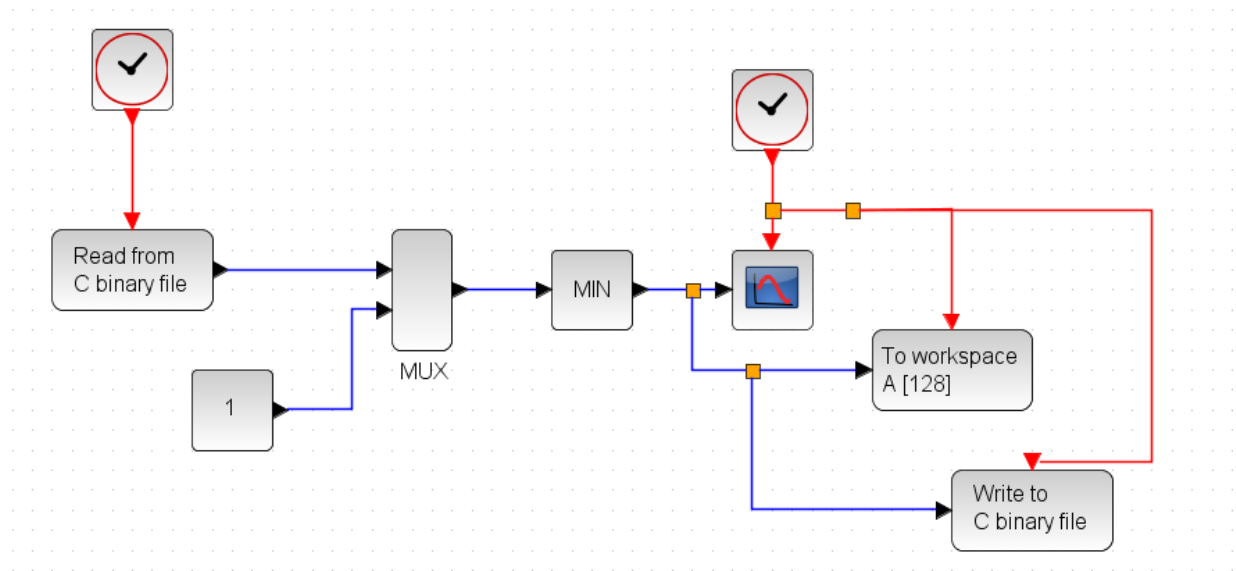 Read from
C binary file
1
MUX
MIN
To workspace
A [128]
Write to
C binary file